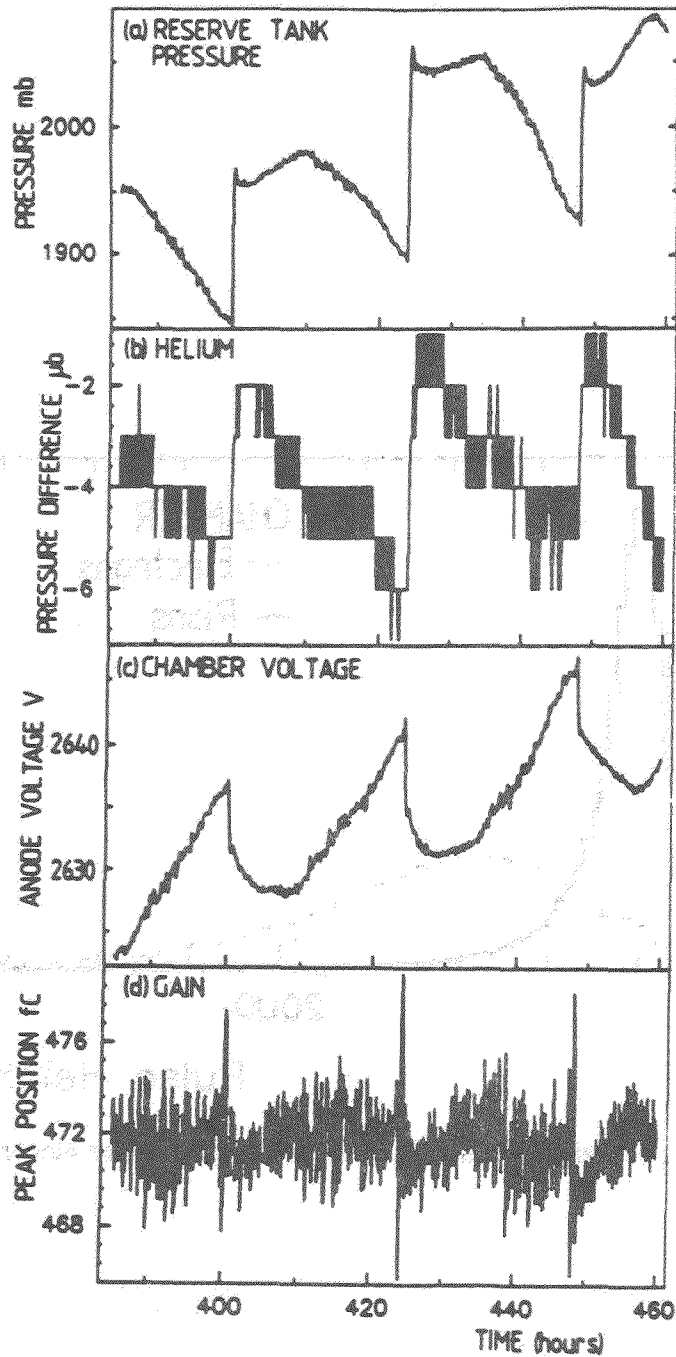 (a) RESERVE TANK
PRESSURE
PRESSURE mb
2000
1900
(b) HELIUM
PRESSURE DIFFERENCE µb
-2
-4
-6
(c) CHAMBER VOLTAGE
ANODE VOLTAGE V
2640
2630
(d) GAIN
PEAK POSITION fC
476
472
468
400
420
440
460
TIME (hours)